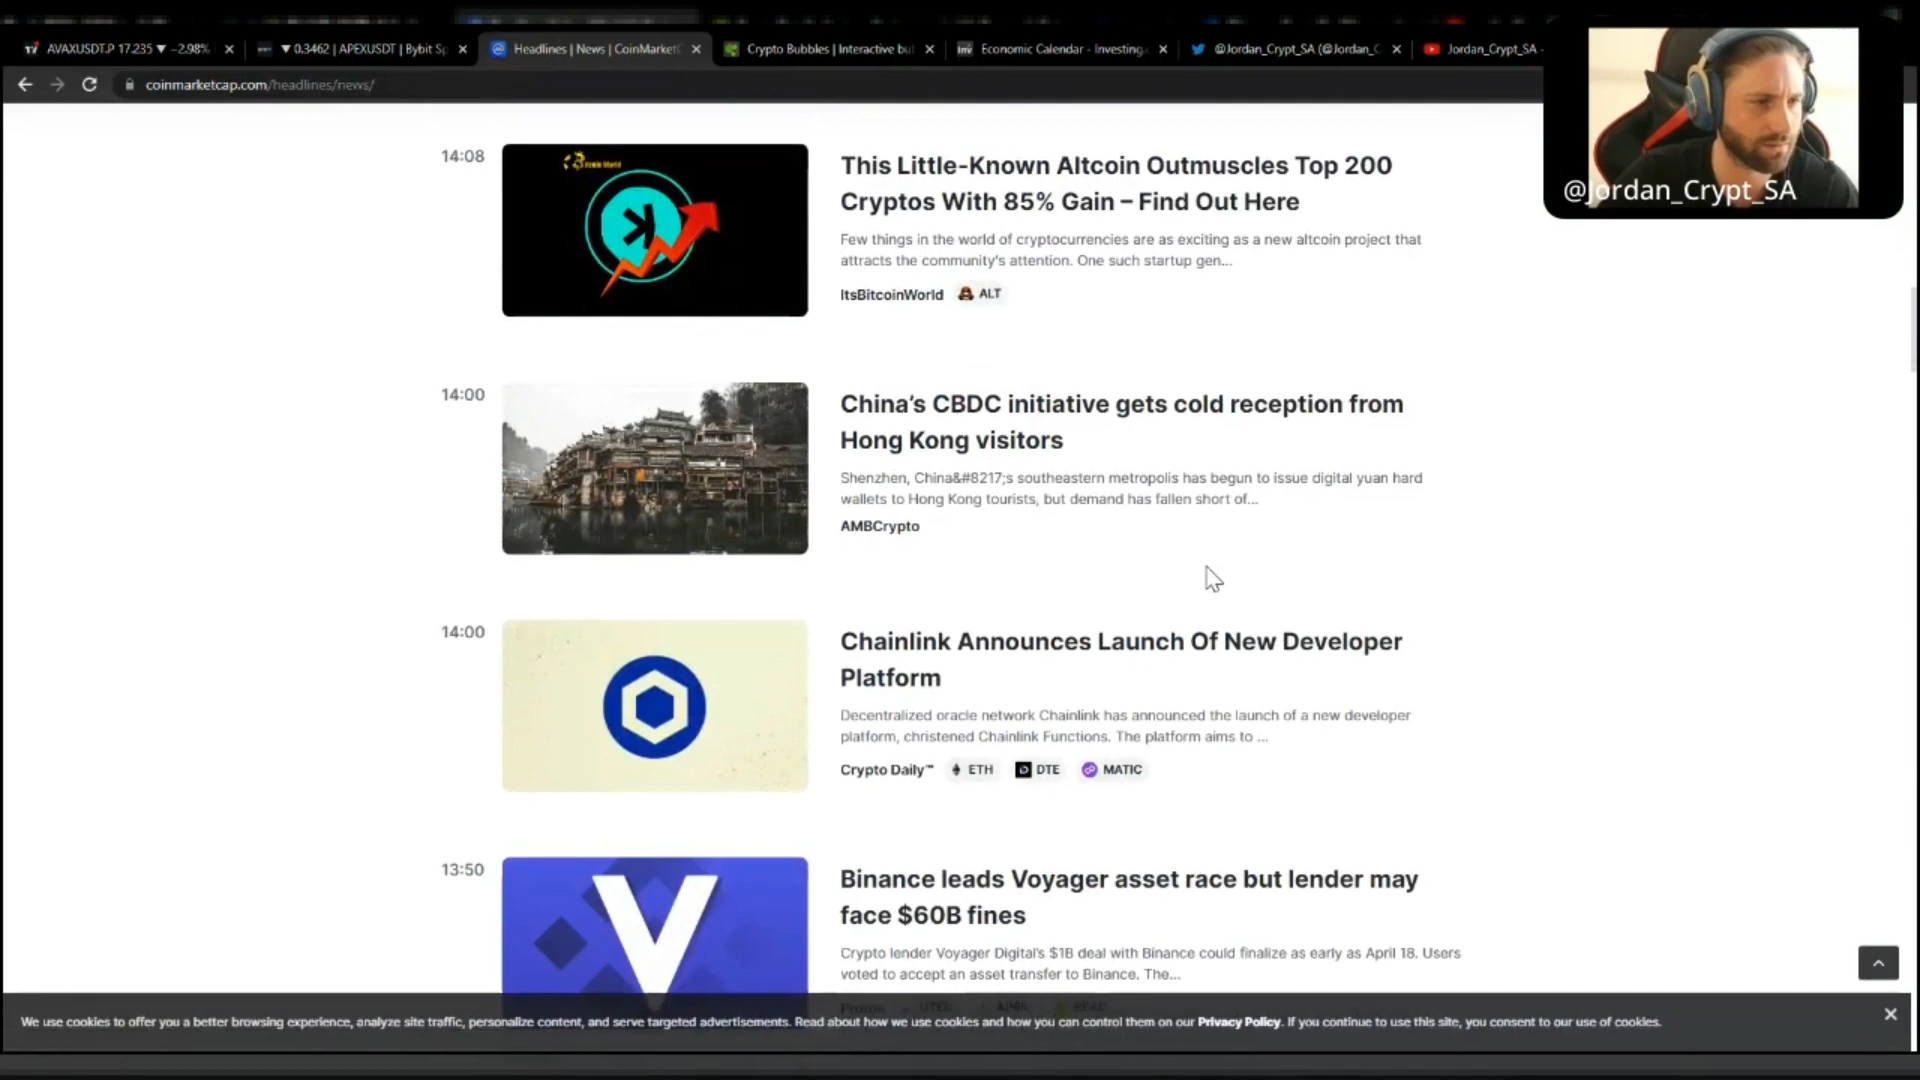 AVAXUSDT.P 17.235 ▼ −2.98%
▼ 0.3462 | APEXUSDT | Bybit Sp
Headlines | News | CoinMarketC
Crypto Bubbles | Interactive bu
Economic Calendar - Investing.
@Jordan_Crypt_SA (@Jordan_C
Jordan_Crypt_SA -
coinmarketcap.com/headlines/news/
@Jordan_Crypt_SA
14:08
This Little-Known Altcoin Outmuscles Top 200
Cryptos With 85% Gain – Find Out Here
Few things in the world of cryptocurrencies are as exciting as a new altcoin project that
attracts the community's attention. One such startup gen...
ItsBitcoinWorld ALT
14:00
China’s CBDC initiative gets cold reception from
Hong Kong visitors
Shenzhen, China&#8217;s southeastern metropolis has begun to issue digital yuan hard
wallets to Hong Kong tourists, but demand has fallen short of...
AMBCrypto
14:00
Chainlink Announces Launch Of New Developer
Platform
Decentralized oracle network Chainlink has announced the launch of a new developer
platform, christened Chainlink Functions. The platform aims to ...
Crypto Daily™ ETH DTE MATIC
13:50
Binance leads Voyager asset race but lender may
face $60B fines
Crypto lender Voyager Digital's $1B deal with Binance could finalize as early as April 18. Users
voted to accept an asset transfer to Binance. The...
We use cookies to offer you a better browsing experience, analyze site traffic, personalize content, and serve targeted advertisements. Read about how we use cookies and how you can control them on our Privacy Policy. If you continue to use this site, you consent to our use of cookies.